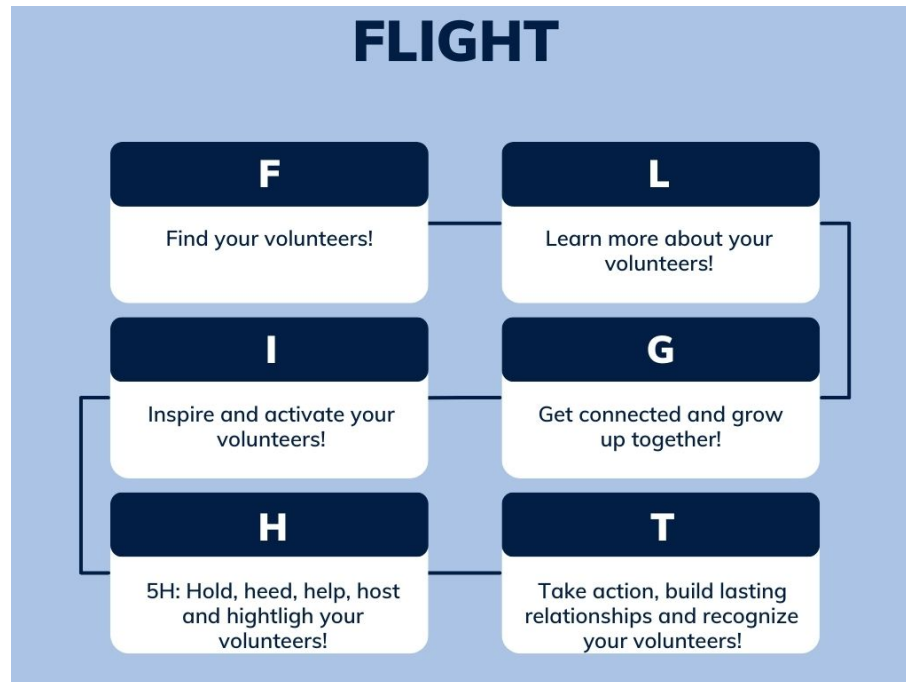 FLIGHT
F
Find your volunteers!
L
Learn more about your
volunteers!
I
Inspire and activate your
volunteers!
G
Get connected and grow
up together!
H
5H: Hold, heed, help, host
and hightligh your
volunteers!
T
Take action, build lasting
relationships and recognize
your volunteers!